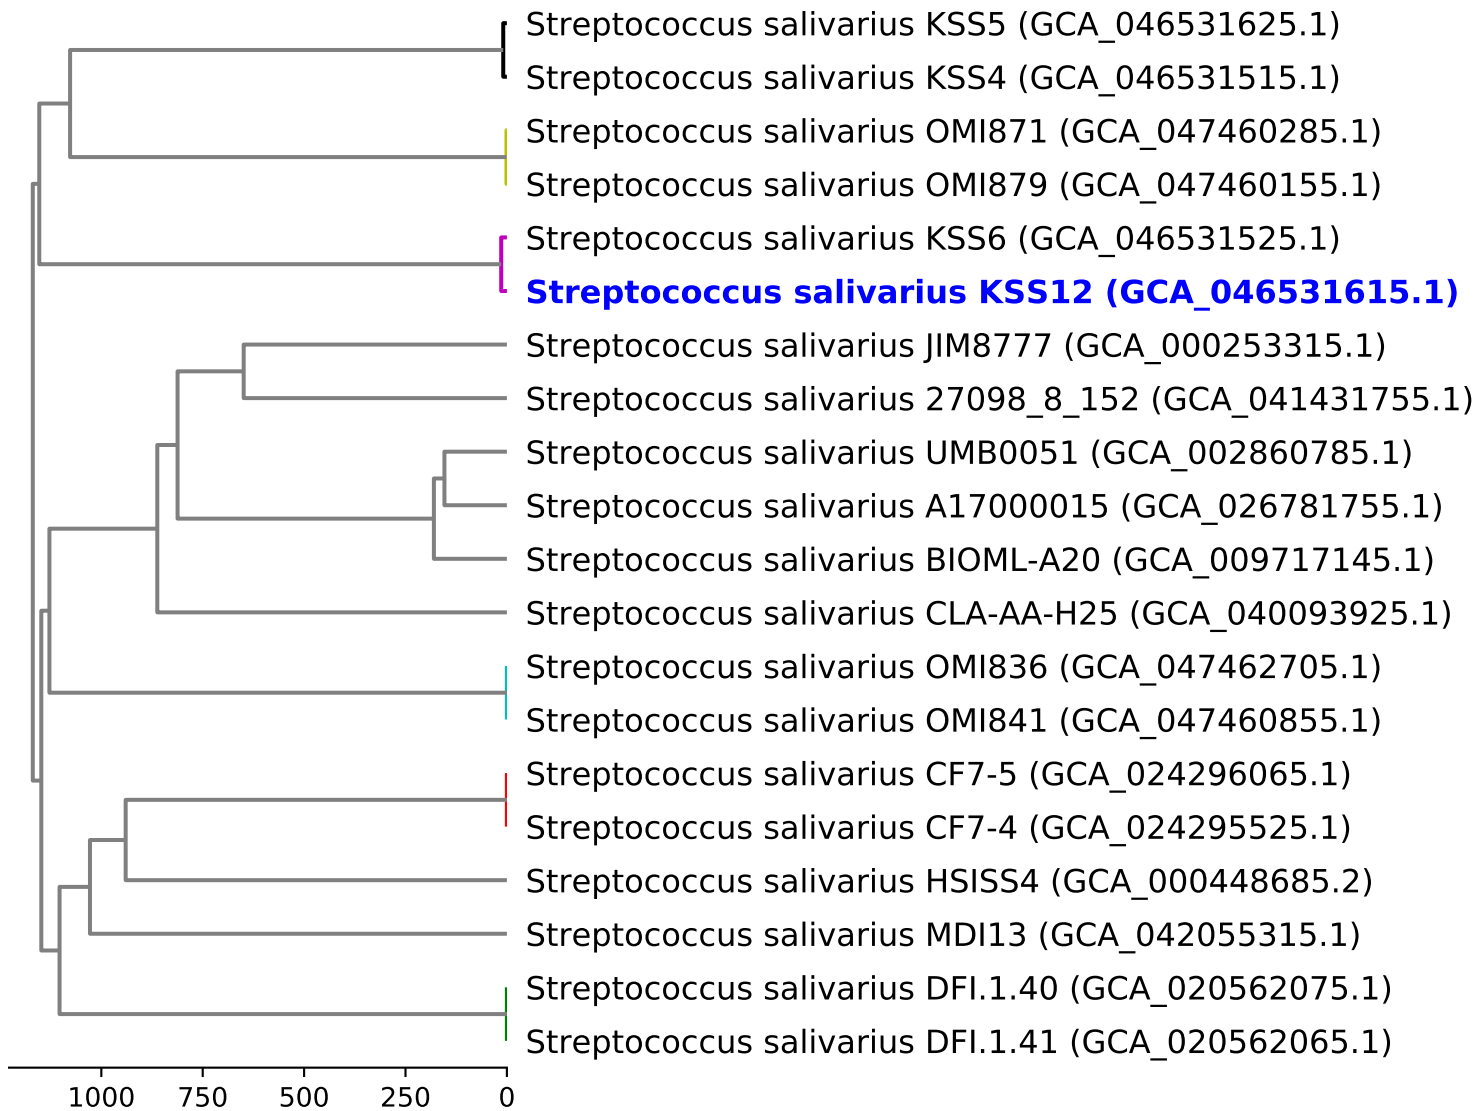 Streptococcus salivarius KSS5 (GCA_046531625.1)
Streptococcus salivarius KSS4 (GCA_046531515.1)
Streptococcus salivarius OMI871 (GCA_047460285.1)
Streptococcus salivarius OMI879 (GCA_047460155.1)
Streptococcus salivarius KSS6 (GCA_046531525.1)
Streptococcus salivarius KSS12 (GCA_046531615.1)
Streptococcus salivarius JIM8777 (GCA_000253315.1)
Streptococcus salivarius 27098_8_152 (GCA_041431755.1)
Streptococcus salivarius UMB0051 (GCA_002860785.1)
Streptococcus salivarius A17000015 (GCA_026781755.1)
Streptococcus salivarius BIOML-A20 (GCA_009717145.1)
Streptococcus salivarius CLA-AA-H25 (GCA_040093925.1)
Streptococcus salivarius OMI836 (GCA_047462705.1)
Streptococcus salivarius OMI841 (GCA_047460855.1)
Streptococcus salivarius CF7-5 (GCA_024296065.1)
Streptococcus salivarius CF7-4 (GCA_024295525.1)
Streptococcus salivarius HSISS4 (GCA_000448685.2)
Streptococcus salivarius MDI13 (GCA_042055315.1)
Streptococcus salivarius DFI.1.40 (GCA_020562075.1)
Streptococcus salivarius DFI.1.41 (GCA_020562065.1)
1000 750 500 250 0